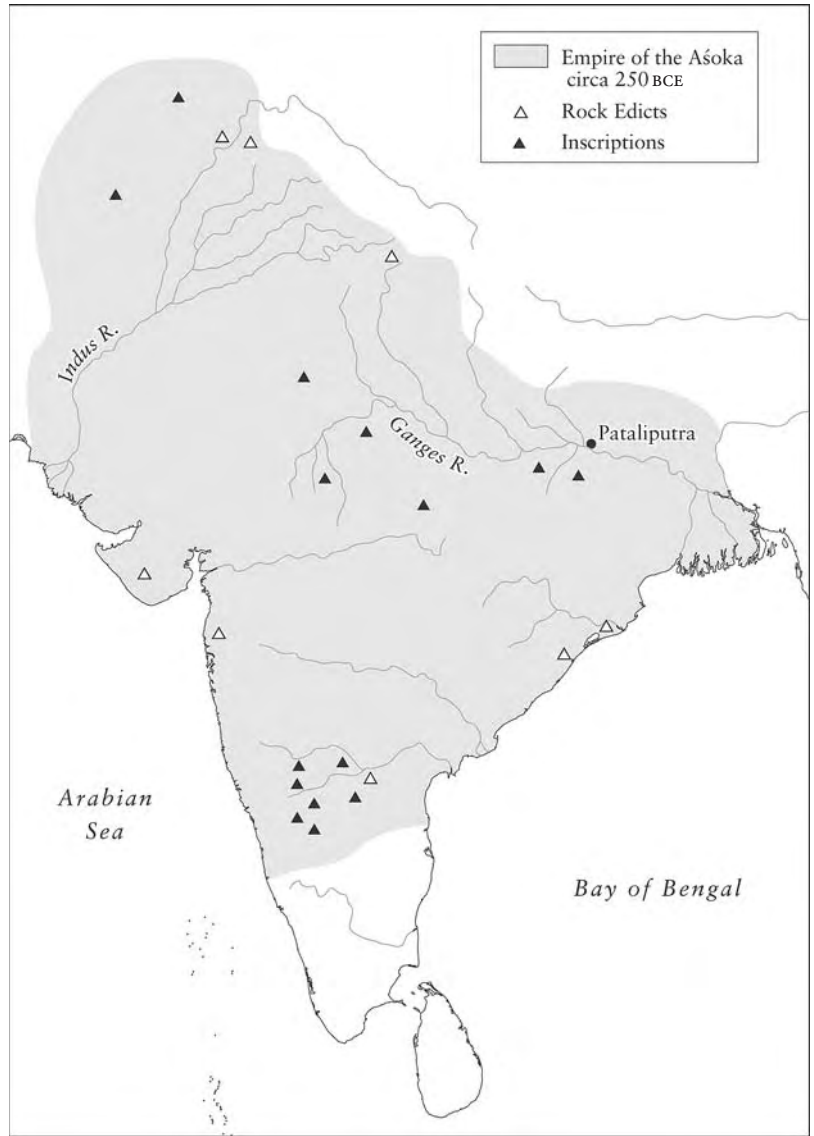 Empire of the Aśoka
circa 250 BCE
Rock Edicts
Inscriptions
Indus R.
Ganges R.
Pataliputra
Arabian
Sea
Bay of Bengal